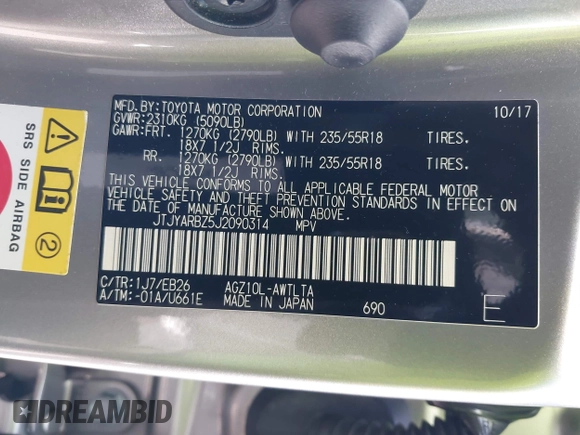 MFD.BY:TOYOTA MOTOR CORPORATION 10/17
GVWR:2310KG (5090LB)
GAWR:FRT. 1270KG (2790LB) WITH 235/55R18 TIRES.
18X7 1/2J RIMS.
RR. 1270KG (2790LB) WITH 235/55R18 TIRES.
18X7 1/2J RIMS.
THIS VEHICLE CONFORMS TO ALL APPLICABLE FEDERAL MOTOR
VEHICLE SAFETY AND THEFT PREVENTION STANDARDS IN EFFECT ON
THE DATE OF MANUFACTURE SHOWN ABOVE.
JTJYARBZ5J2090314 MPV
C/TR:1J7/EB26 AGZ10L-AWTLTA
A/TM:-01A/U661E MADE IN JAPAN 690 E
SRS SIDE AIRBAG
2
DREAMBID